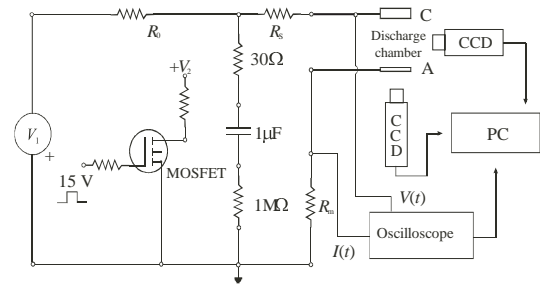 C
R₀
Rₛ
Discharge
chamber
CCD
30Ω
+V₂
A
V₁
+
CCD
PC
1μF
15 V
MOSFET
1MΩ
Rₘ
V(t)
Oscilloscope
I(t)